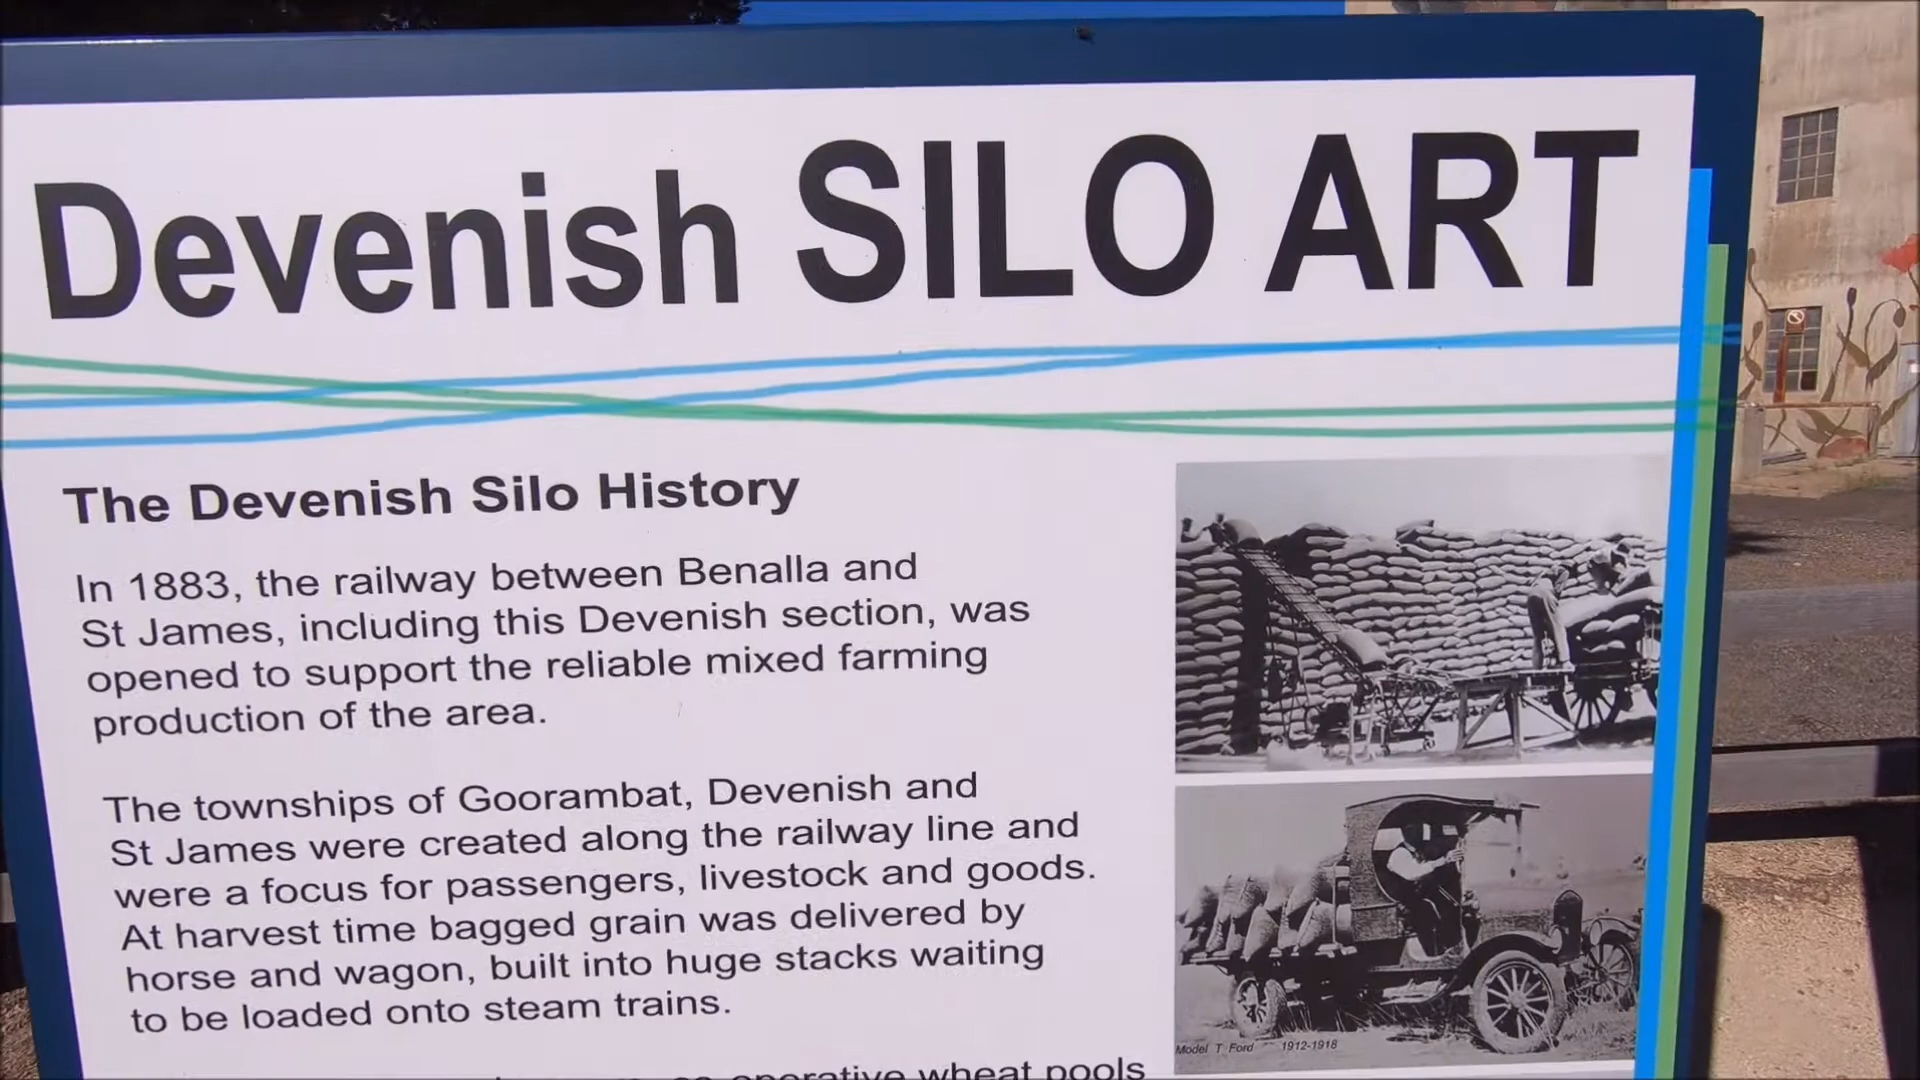 Devenish SILO ART
The Devenish Silo History
In 1883, the railway between Benalla and
St James, including this Devenish section, was
opened to support the reliable mixed farming
production of the area.
The townships of Goorambat, Devenish and
St James were created along the railway line and
were a focus for passengers, livestock and goods.
At harvest time bagged grain was delivered by
horse and wagon, built into huge stacks waiting
to be loaded onto steam trains.
wheat pools
Model T Ford 1912-1918